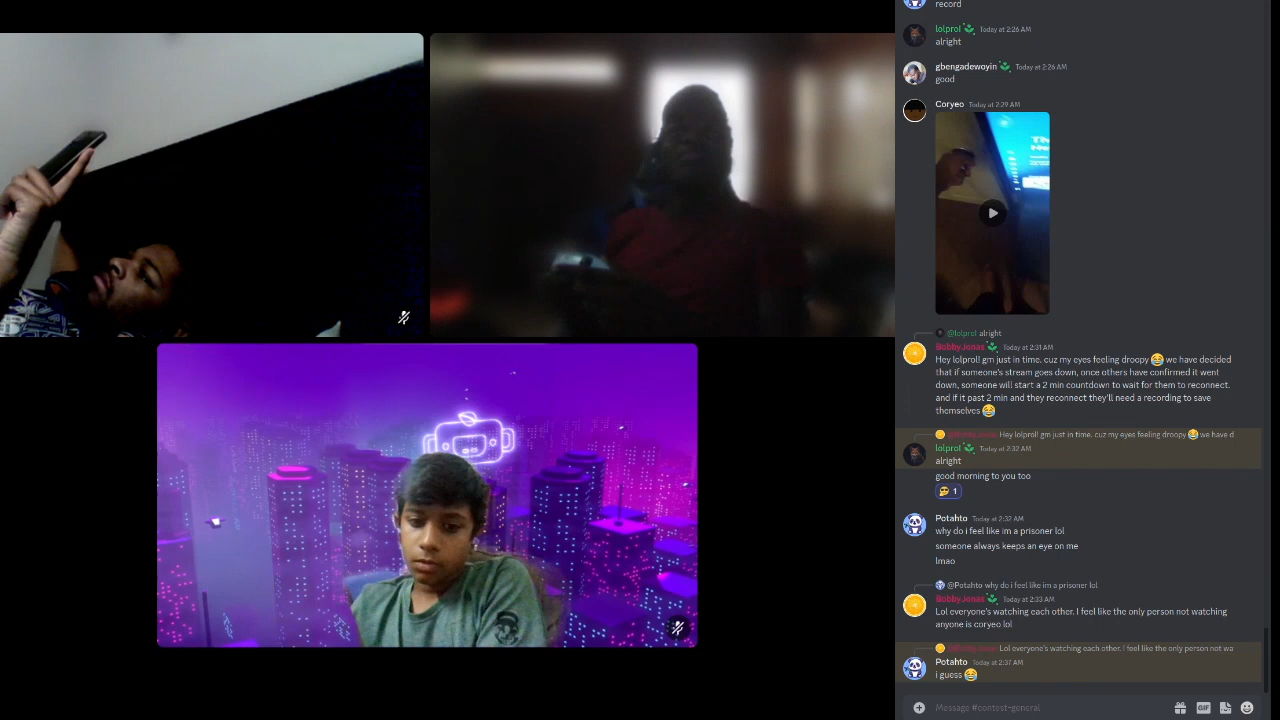 record
lolprol Today at 2:26 AM
alright
gbengadewoyin Today at 2:26 AM
good
Coryeo Today at 2:29 AM
@lolprol alright
BobbyJonas Today at 2:31 AM
Hey lolprol! gm just in time. cuz my eyes feeling droopy 😂 we have decided
that if someone's stream goes down, once others have confirmed it went
down, someone will start a 2 min countdown to wait for them to reconnect.
and if it past 2 min and they reconnect they'll need a recording to save
themselves 😂
Hey lolprol! gm just in time. cuz my eyes feeling droopy 😂 we have d
lolprol Today at 2:32 AM
alright
good morning to you too
1
Potahto Today at 2:32 AM
why do i feel like im a prisoner lol
someone always keeps an eye on me
lmao
@Potahto why do i feel like im a prisoner lol
BobbyJonas Today at 2:33 AM
Lol everyone's watching each other. I feel like the only person not watching
anyone is coryeo lol
Lol everyone's watching each other. I feel like the only person not wa
Potahto Today at 2:37 AM
i guess 😂
Message #contest-general
GIF